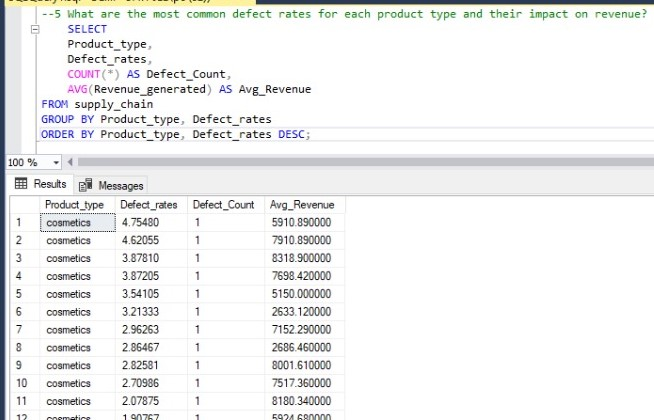 --5 What are the most common defect rates for each product type and their impact on revenue?
SELECT
Product_type,
Defect_rates,
COUNT(*) AS Defect_Count,
AVG(Revenue_generated) AS Avg_Revenue
FROM supply_chain
GROUP BY Product_type, Defect_rates
ORDER BY Product_type, Defect_rates DESC;
100 %
Results Messages
Product_type Defect_rates Defect_Count Avg_Revenue
1 cosmetics 4.75480 1 5910.890000
2 cosmetics 4.62055 1 7910.890000
3 cosmetics 3.87810 1 8318.900000
4 cosmetics 3.87205 1 7698.420000
5 cosmetics 3.54105 1 5150.000000
6 cosmetics 3.21333 1 2633.120000
7 cosmetics 2.96263 1 7152.290000
8 cosmetics 2.86467 1 2686.460000
9 cosmetics 2.82581 1 8001.610000
10 cosmetics 2.70986 1 7517.360000
11 cosmetics 2.07875 1 8180.340000
12 cosmetics 1.90767 1 5924.680000